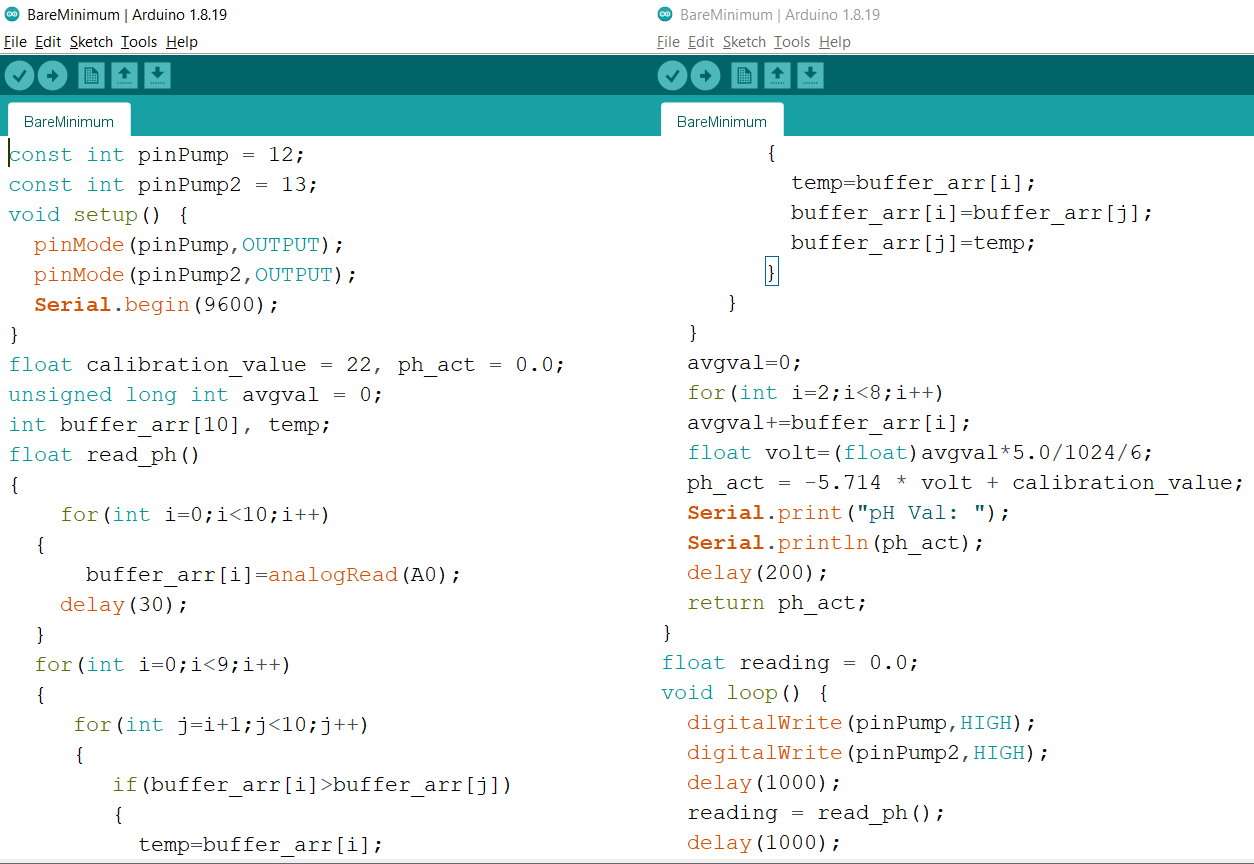 BareMinimum | Arduino 1.8.19
File Edit Sketch Tools Help
BareMinimum
const int pinPump = 12;
const int pinPump2 = 13;
void setup() {
  pinMode(pinPump,OUTPUT);
  pinMode(pinPump2,OUTPUT);
  Serial.begin(9600);
}
float calibration_value = 22, ph_act = 0.0;
unsigned long int avgval = 0;
int buffer_arr[10], temp;
float read_ph()
{
    for(int i=0;i<10;i++)
  {
      buffer_arr[i]=analogRead(A0);
    delay(30);
  }
  for(int i=0;i<9;i++)
  {
     for(int j=i+1;j<10;j++)
     {
        if(buffer_arr[i]>buffer_arr[j])
        {
          temp=buffer_arr[i];
BareMinimum | Arduino 1.8.19
File Edit Sketch Tools Help
BareMinimum
        {
          temp=buffer_arr[i];
          buffer_arr[i]=buffer_arr[j];
          buffer_arr[j]=temp;
        }
     }
  }
  avgval=0;
  for(int i=2;i<8;i++)
  avgval+=buffer_arr[i];
  float volt=(float)avgval*5.0/1024/6;
  ph_act = -5.714 * volt + calibration_value;
  Serial.print("pH Val: ");
  Serial.println(ph_act);
  delay(200);
  return ph_act;
}
float reading = 0.0;
void loop() {
  digitalWrite(pinPump,HIGH);
  digitalWrite(pinPump2,HIGH);
  delay(1000);
  reading = read_ph();
  delay(1000);